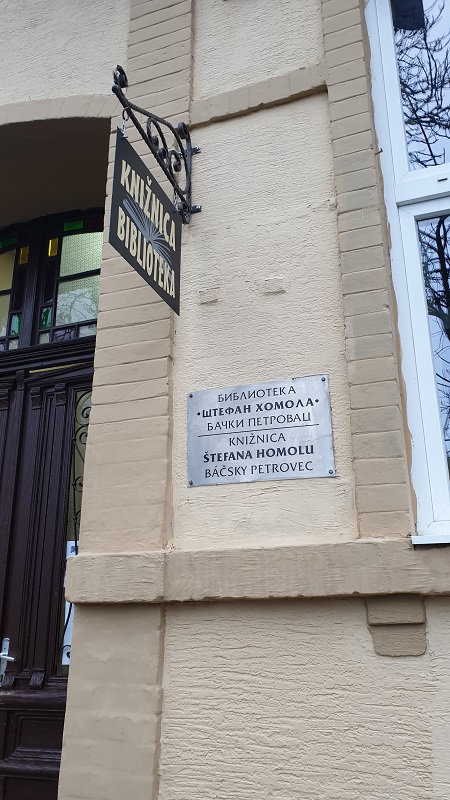 KNIŽNICA
BIBLIOTEKA
БИБЛИОТЕКА
•ШТЕФАН ХОМОЛА•
БАЧКИ ПЕТРОВАЦ
KNIŽNICA
ŠTEFANA HOMOLU
BÁČSKY PETROVEC